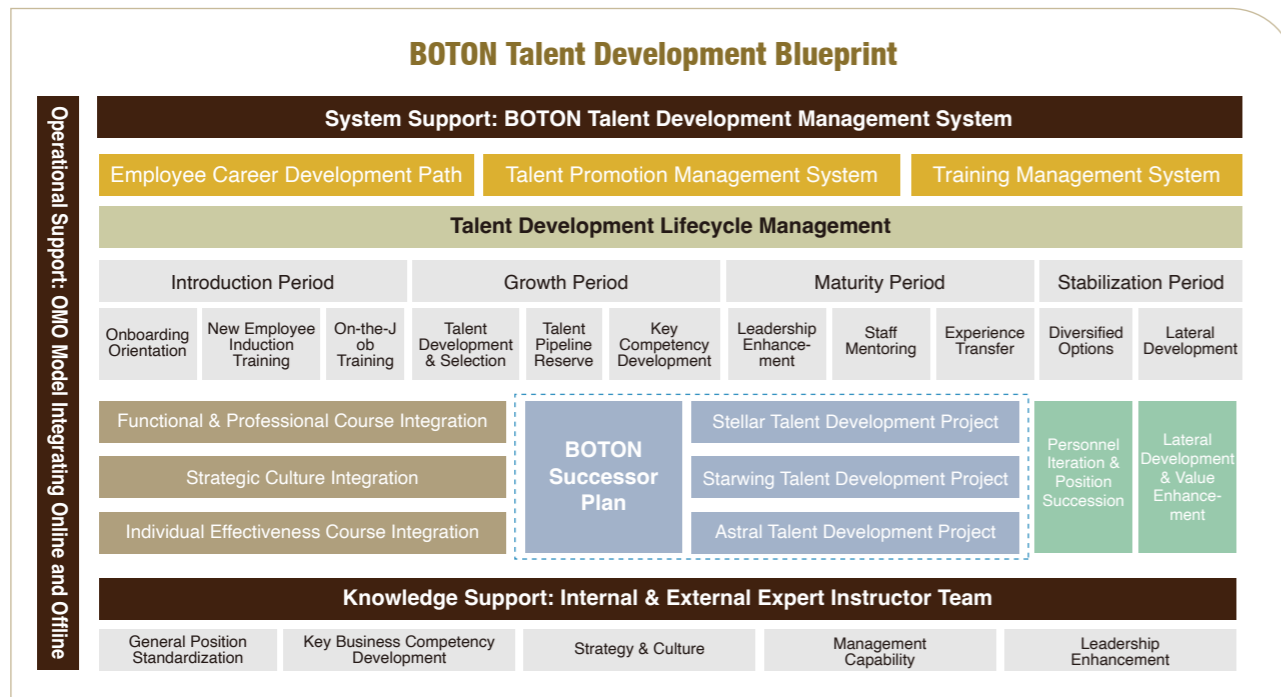 BOTON Talent Development Blueprint
Operational Support: OMO Model Integrating Online and Offline
System Support: BOTON Talent Development Management System
Employee Career Development Path
Talent Promotion Management System
Training Management System
Talent Development Lifecycle Management
Introduction Period
Growth Period
Maturity Period
Stabilization Period
Onboarding
Orientation
New Employee
Induction
Training
On-the-J
ob
Training
Talent
Development
& Selection
Talent
Pipeline
Reserve
Key
Competency
Development
Leadership
Enhance-
ment
Staff
Mentoring
Experience
Transfer
Diversified
Options
Lateral
Development
Functional & Professional Course Integration
Strategic Culture Integration
Individual Effectiveness Course Integration
BOTON
Successor
Plan
Stellar Talent Development Project
Starwing Talent Development Project
Astral Talent Development Project
Personnel
Iteration &
Position
Succession
Lateral
Development
& Value
Enhance-
ment
Knowledge Support: Internal & External Expert Instructor Team
General Position
Standardization
Key Business Competency
Development
Strategy & Culture
Management
Capability
Leadership
Enhancement